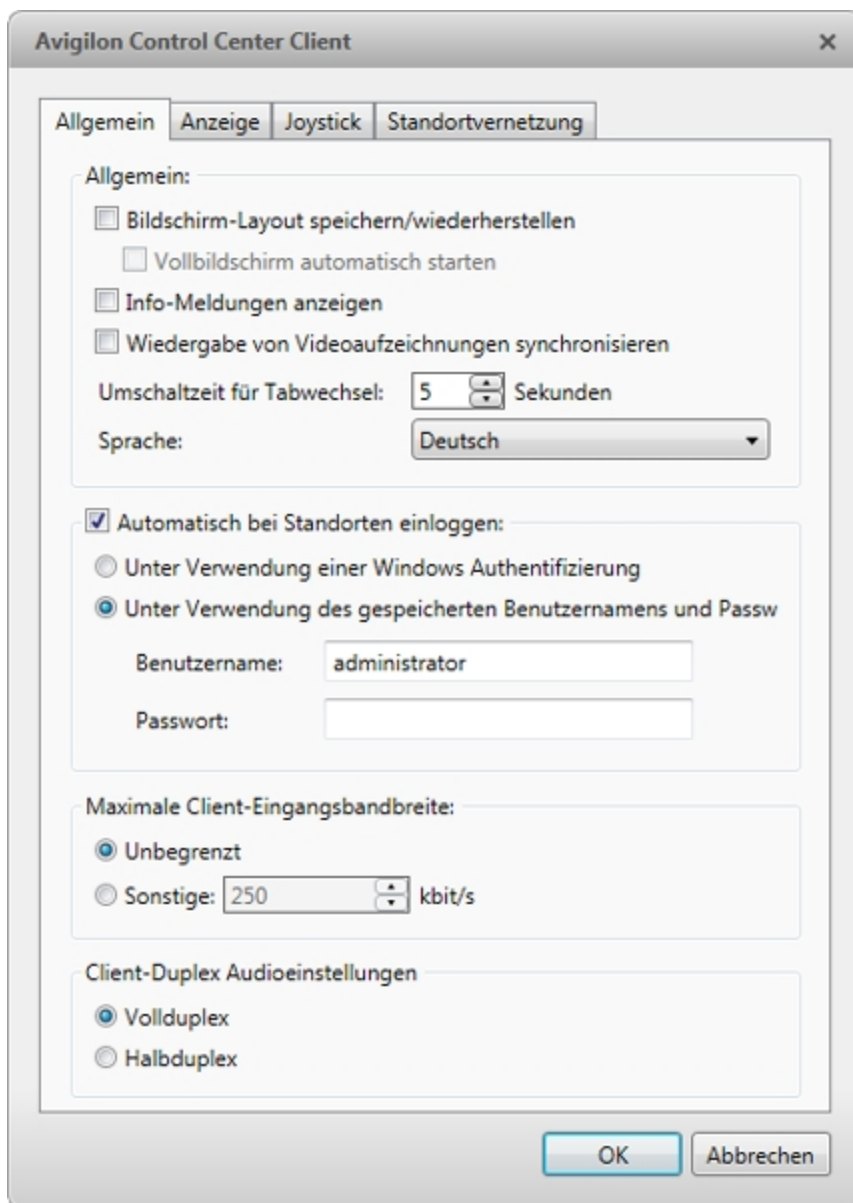 Avigilon Control Center Client
Allgemein Anzeige Joystick Standortvernetzung
Allgemein:
Bildschirm-Layout speichern/wiederherstellen
Vollbildschirm automatisch starten
Info-Meldungen anzeigen
Wiedergabe von Videoaufzeichnungen synchronisieren
Umschaltzeit für Tabwechsel: 5 Sekunden
Sprache: Deutsch
Automatisch bei Standorten einloggen:
Unter Verwendung einer Windows Authentifizierung
Unter Verwendung des gespeicherten Benutzernamens und Passw
Benutzername: administrator
Passwort:
Maximale Client-Eingangsbandbreite:
Unbegrenzt
Sonstige: 250 kbit/s
Client-Duplex Audioeinstellungen
Vollduplex
Halbduplex
OK Abbrechen